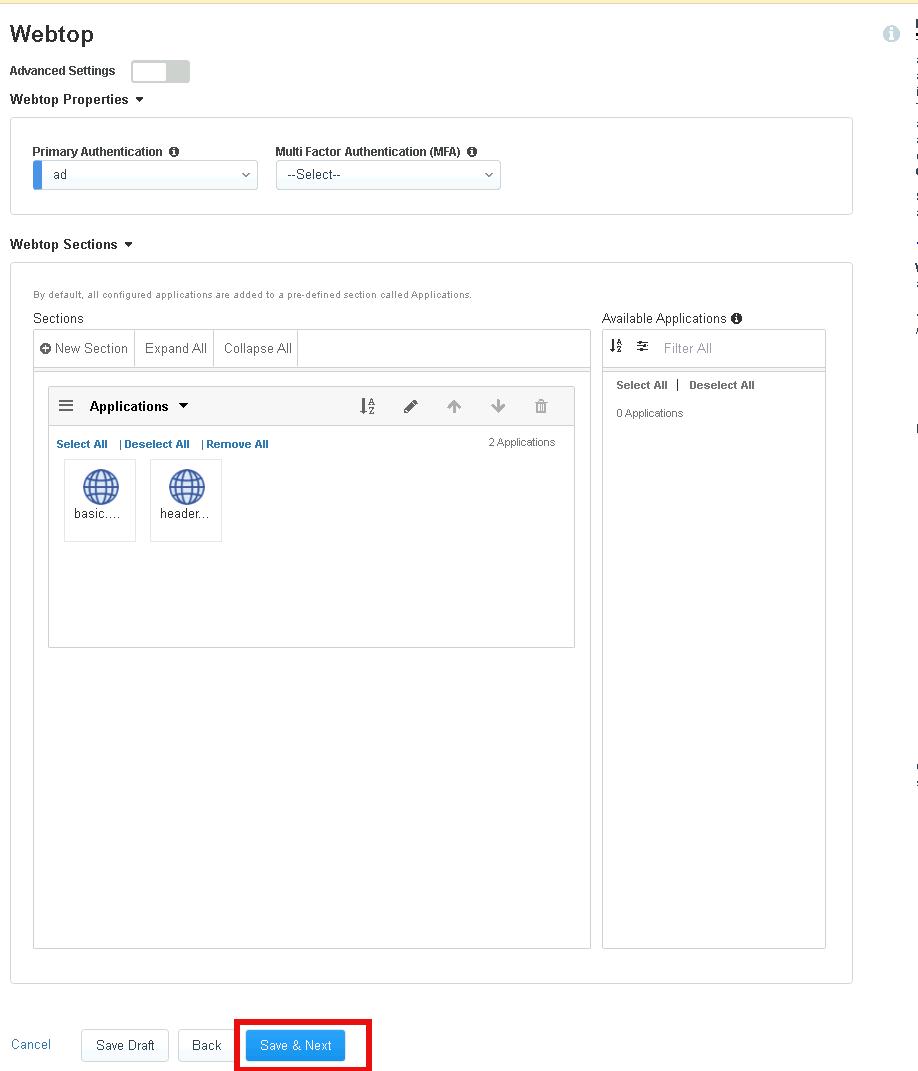 Webtop
Advanced Settings
Webtop Properties
Primary Authentication
Multi Factor Authentication (MFA)
ad
--Select--
Webtop Sections
By default, all configured applications are added to a pre-defined section called Applications.
Sections
Available Applications
New Section Expand All Collapse All
Filter All
Applications
Select All | Deselect All
Select All | Deselect All | Remove All
2 Applications
0 Applications
basic....
header...
Cancel
Save Draft
Back
Save & Next